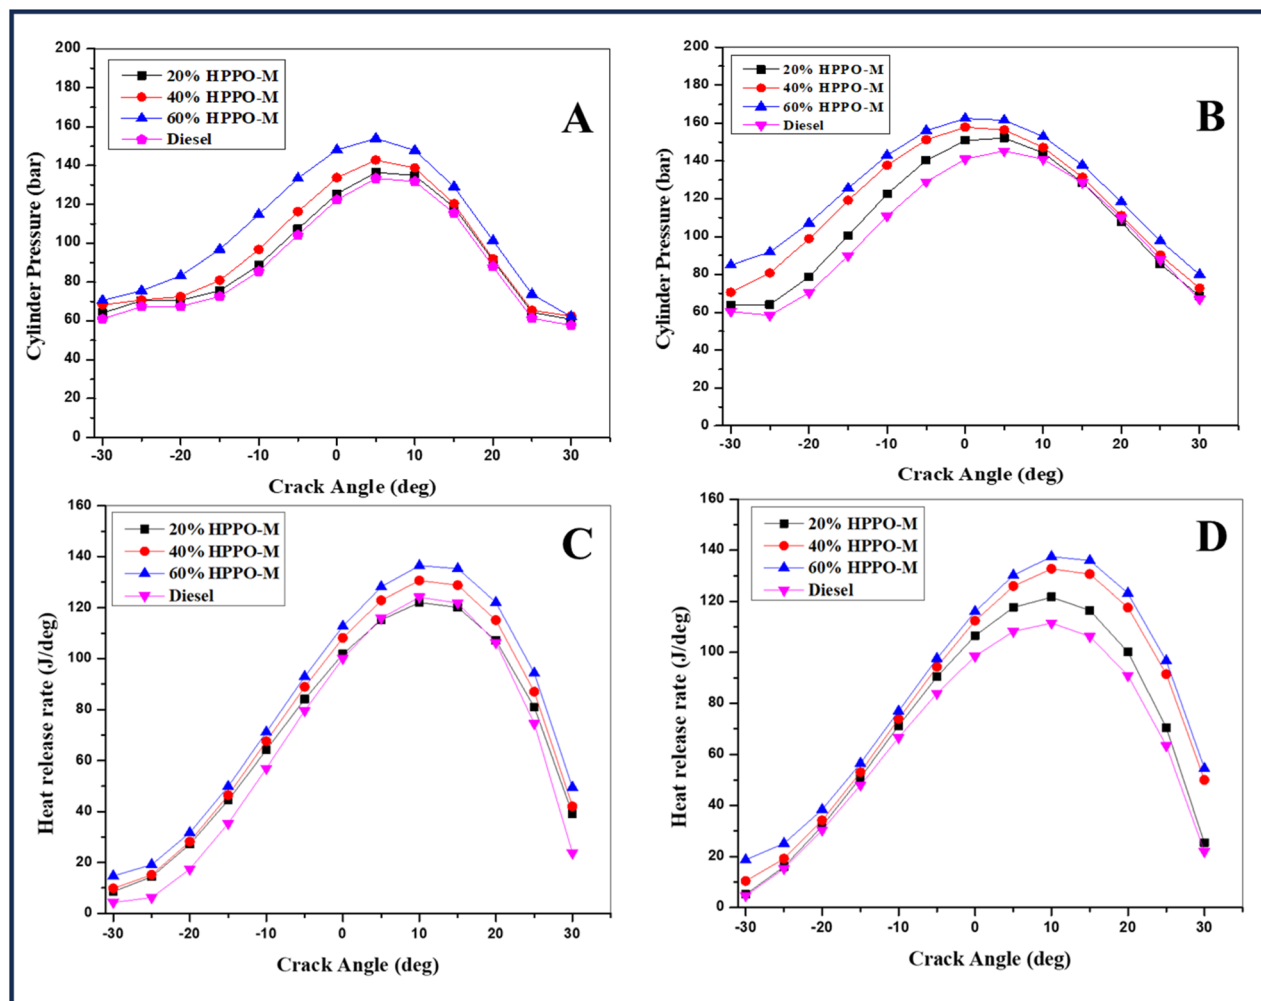 A
20% HPPO-M
40% HPPO-M
60% HPPO-M
Diesel
Cylinder Pressure (bar)
200
180
160
140
120
100
80
60
40
20
0
-30 -20 -10 0 10 20 30
Crack Angle (deg)
B
20% HPPO-M
40% HPPO-M
60% HPPO-M
Diesel
Cylinder Pressure (bar)
200
180
160
140
120
100
80
60
40
20
0
-30 -20 -10 0 10 20 30
Crack Angle (deg)
C
20% HPPO-M
40% HPPO-M
60% HPPO-M
Diesel
Heat release rate (J/deg)
160
140
120
100
80
60
40
20
0
-30 -20 -10 0 10 20 30
Crack Angle (deg)
D
20% HPPO-M
40% HPPO-M
60% HPPO-M
Diesel
Heat release rate (J/deg)
160
140
120
100
80
60
40
20
0
-30 -20 -10 0 10 20 30
Crack Angle (deg)